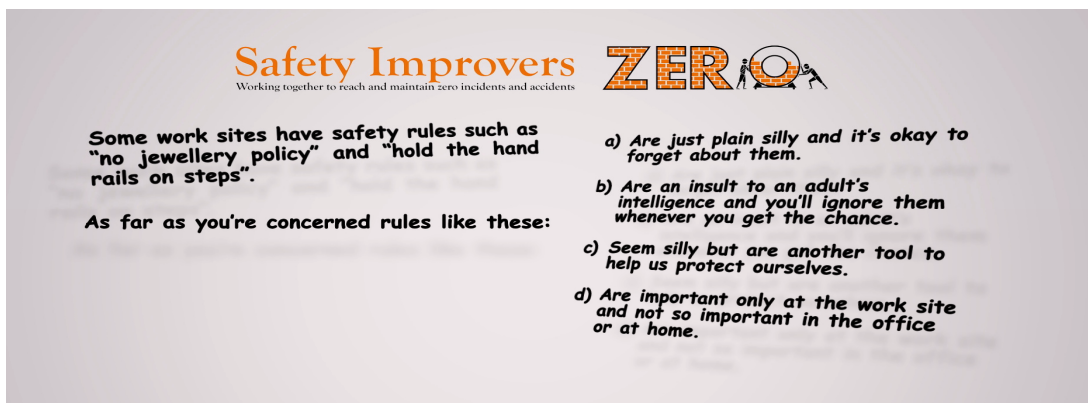 Safety Improvers ZERO
Working together to reach and maintain zero incidents and accidents
Some work sites have safety rules such as
"no jewellery policy" and "hold the hand
rails on steps".
As far as you're concerned rules like these:
a) Are just plain silly and it's okay to
forget about them.
b) Are an insult to an adult's
intelligence and you'll ignore them
whenever you get the chance.
c) Seem silly but are another tool to
help us protect ourselves.
d) Are important only at the work site
and not so important in the office
or at home.